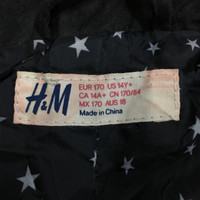 H&M
EUR 170 US 14Y+
CA 14A+ CN 170/84
MX 170 AUS 16
Made in China